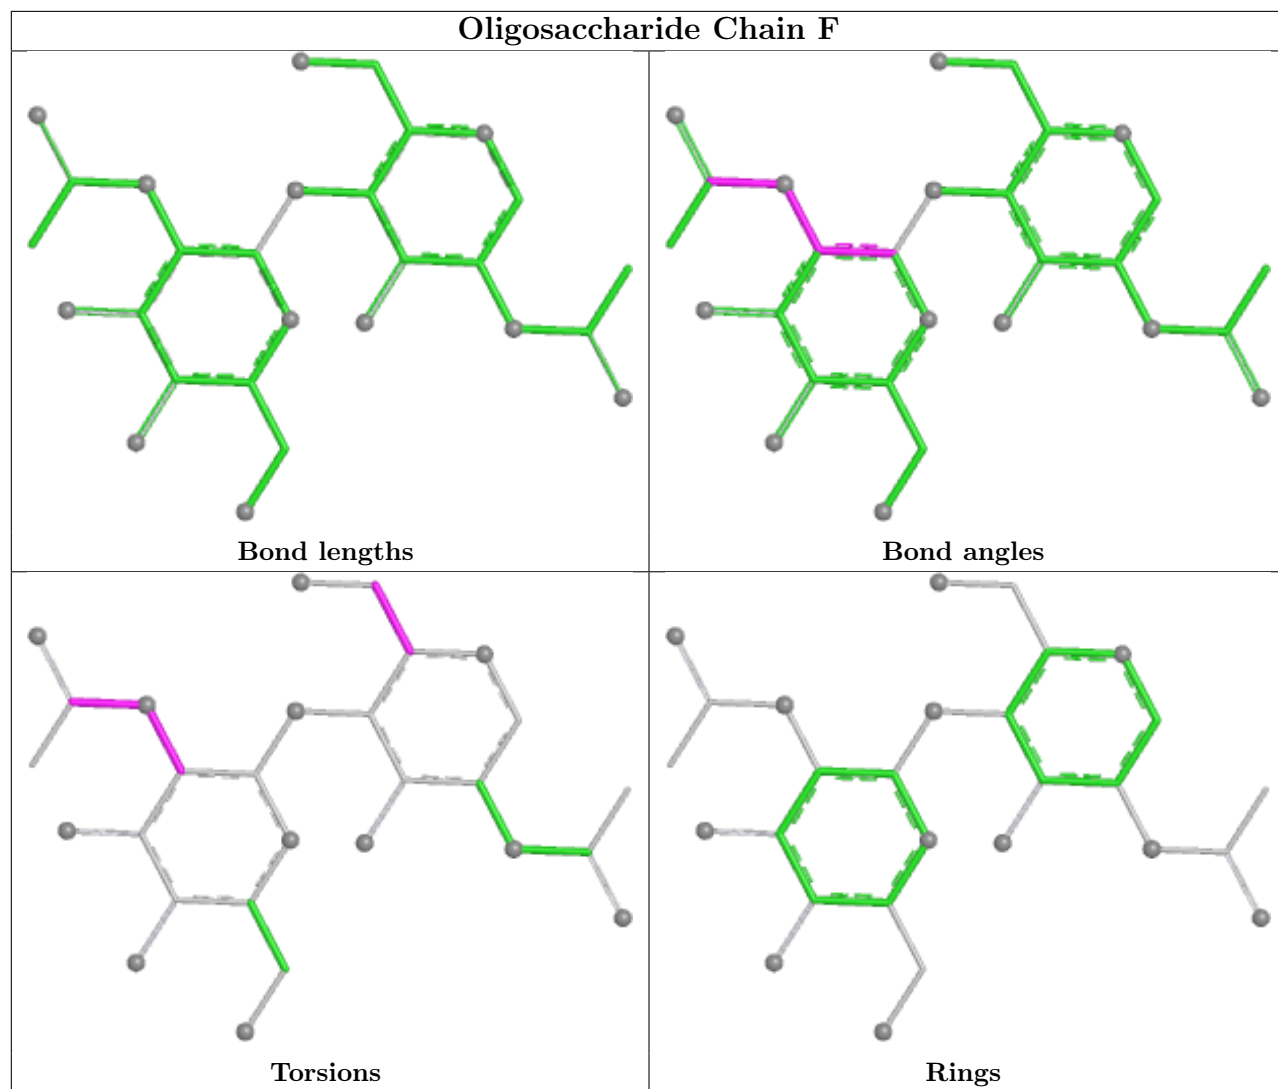 Oligosaccharide Chain F
Bond lengths
Bond angles
Torsions
Rings